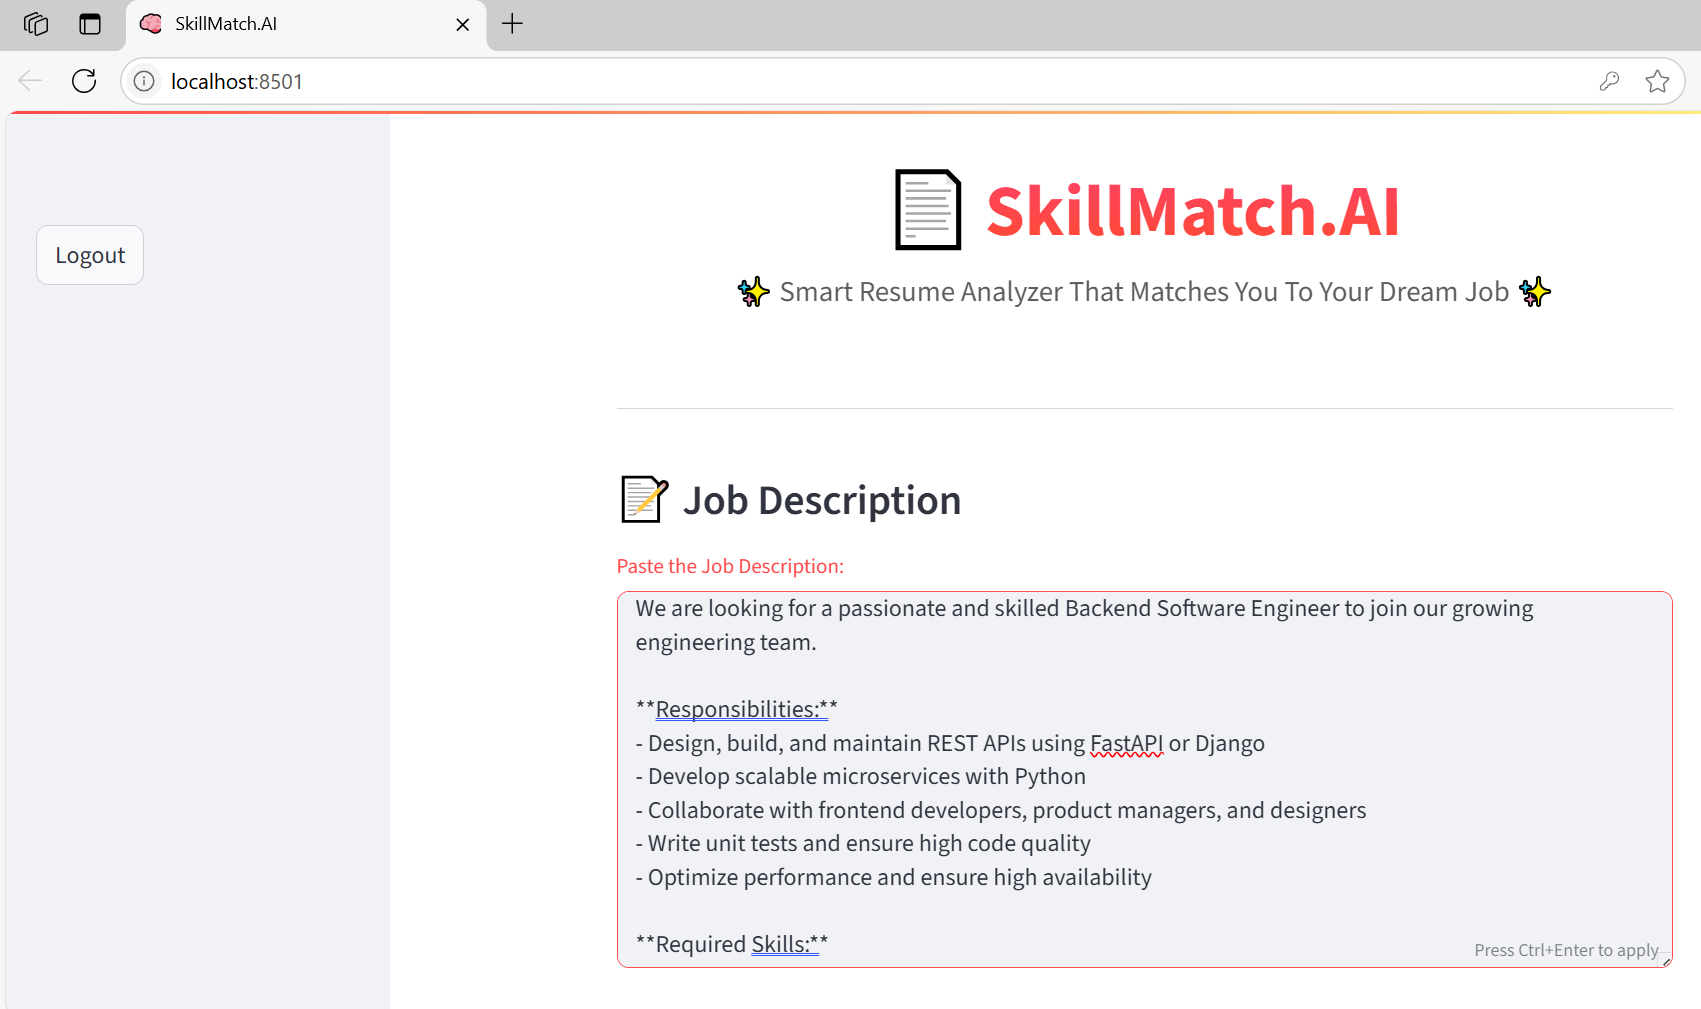 SkillMatch.AI
localhost:8501
Logout
SkillMatch.AI
Smart Resume Analyzer That Matches You To Your Dream Job
Job Description
Paste the Job Description:
We are looking for a passionate and skilled Backend Software Engineer to join our growing
engineering team.
**Responsibilities:**
- Design, build, and maintain REST APIs using FastAPI or Django
- Develop scalable microservices with Python
- Collaborate with frontend developers, product managers, and designers
- Write unit tests and ensure high code quality
- Optimize performance and ensure high availability
**Required Skills:**
Press Ctrl+Enter to apply